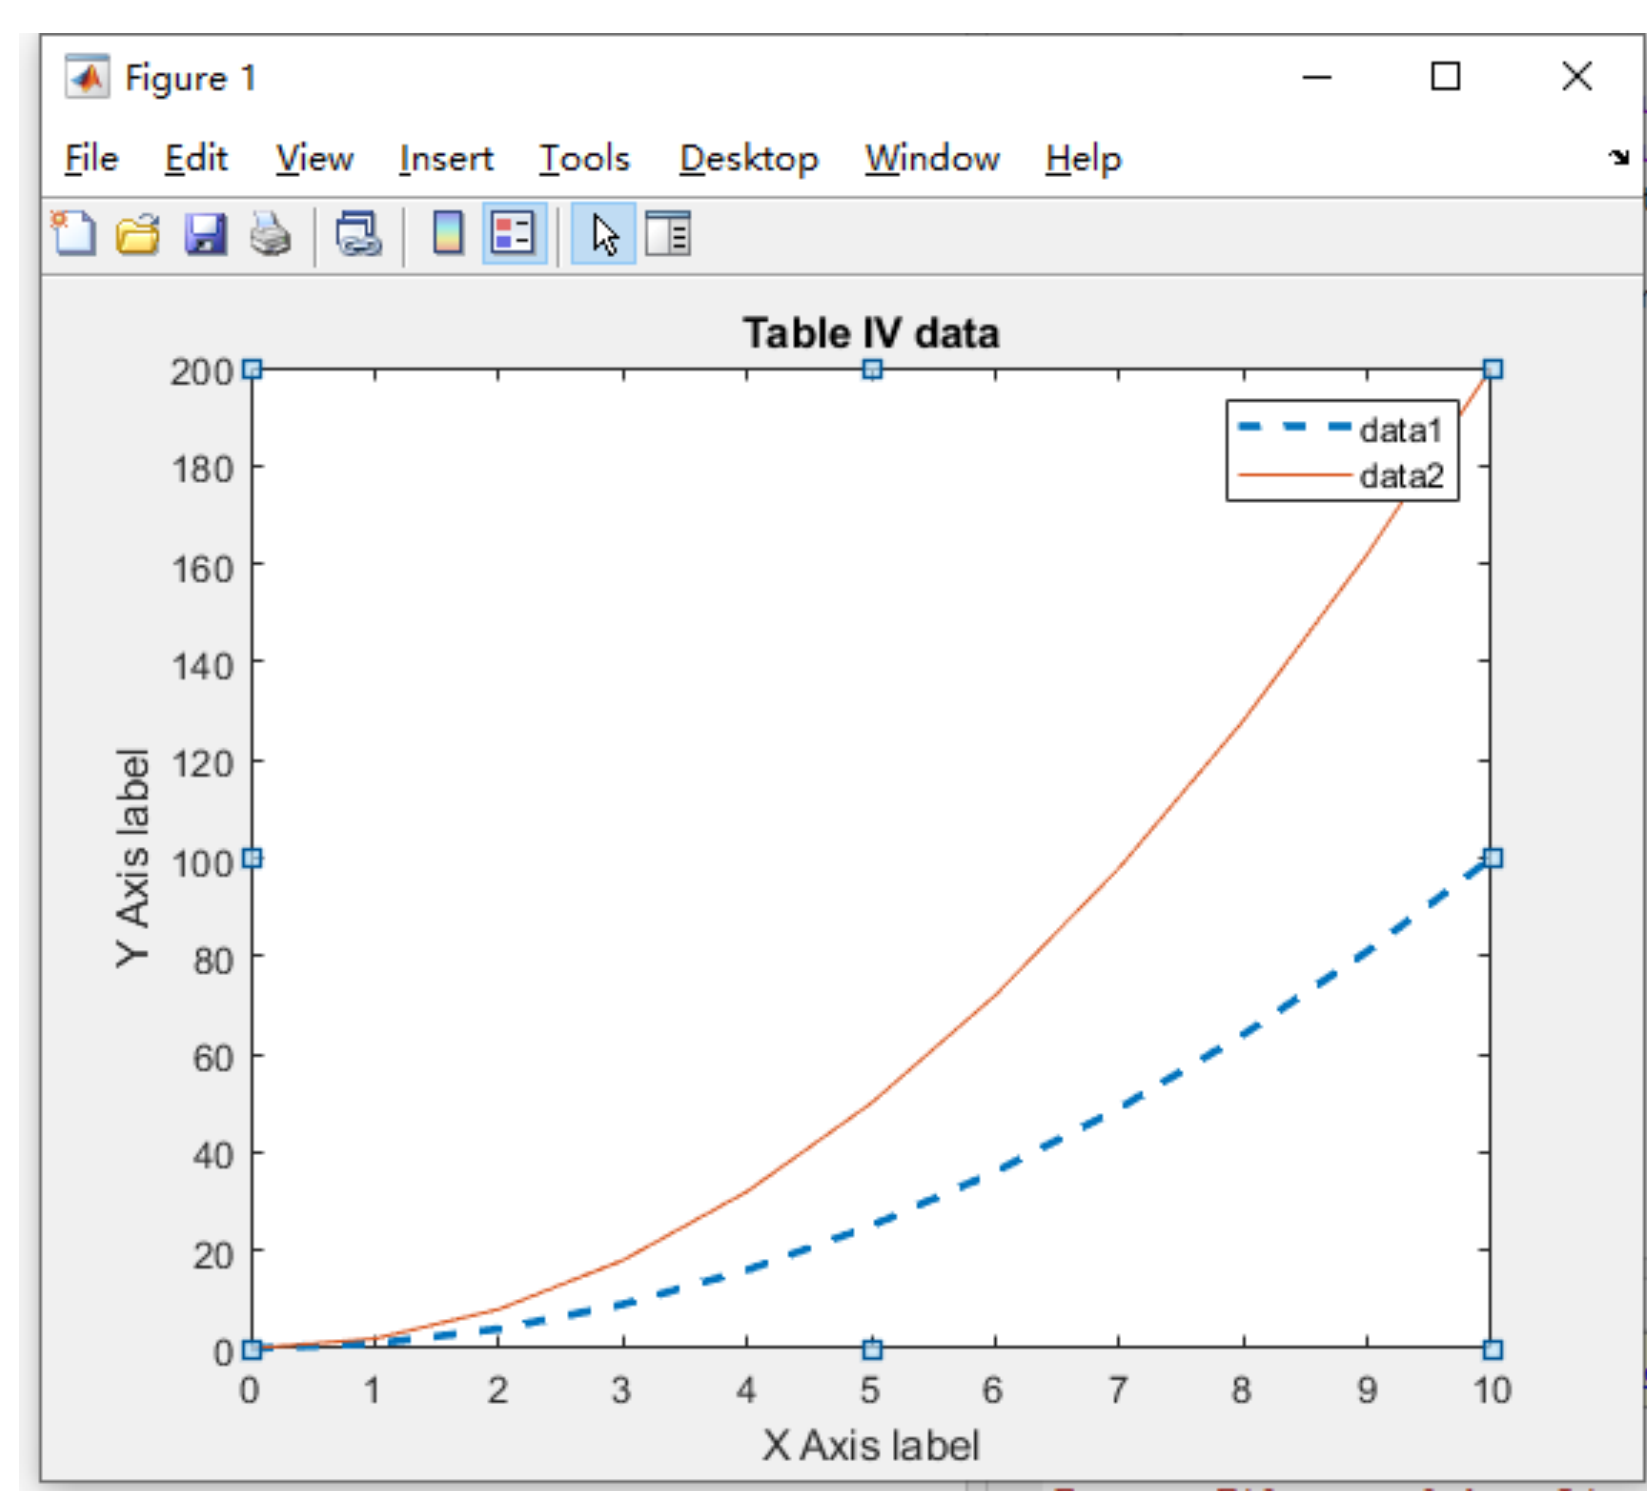 Figure 1
File Edit View Insert Tools Desktop Window Help
Table IV data
200
180
160
140
120
100
80
60
40
20
0
Y Axis label
data1
data2
0 1 2 3 4 5 6 7 8 9 10
X Axis label